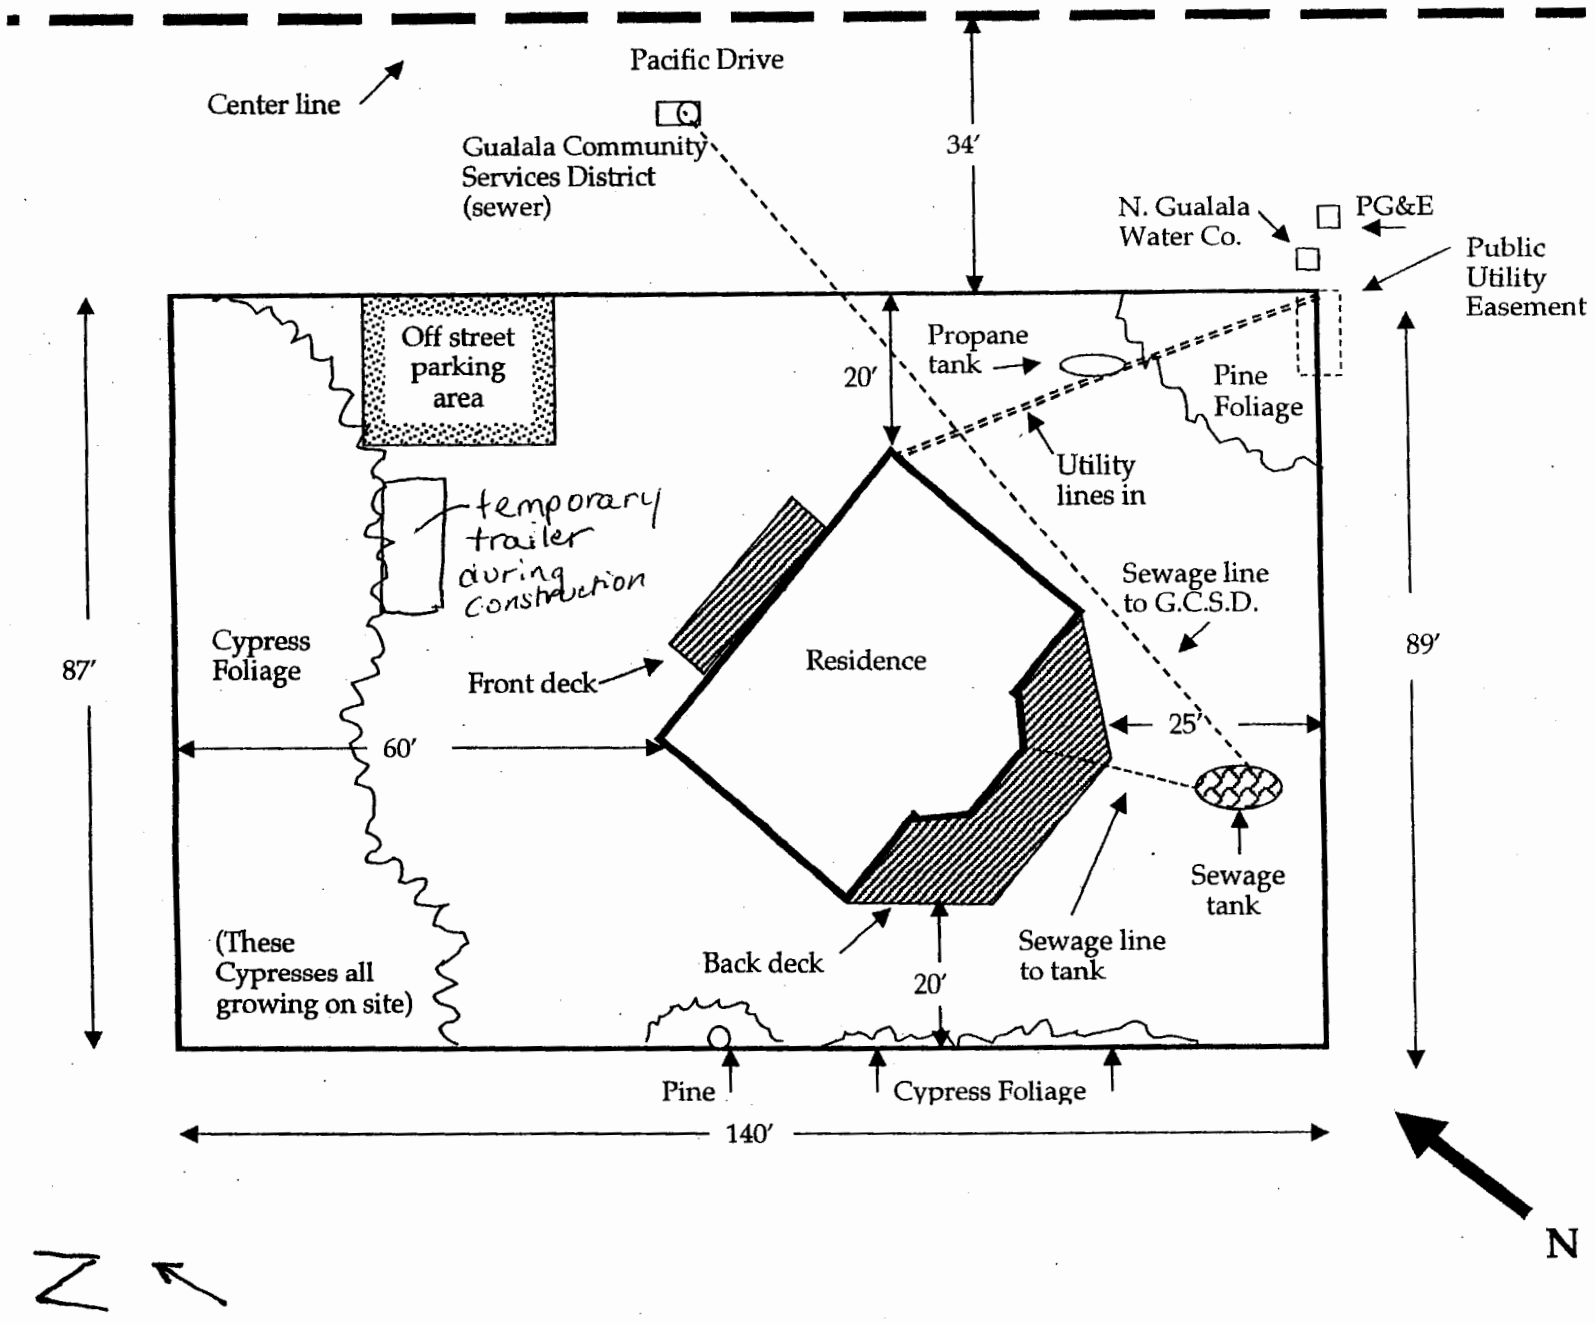 Pacific Drive
Center line
Gualala Community
Services District
(sewer)
34'
N. Gualala
Water Co.
PG&E
Public
Utility
Easement
Off street
parking
area
Propane
tank
20'
Pine
Foliage
Utility
lines in
temporary
trailer
during
construction
Sewage line
to G.C.S.D.
Cypress
Foliage
87'
Front deck
Residence
89'
60'
25'
Sewage
tank
(These
Cypresses all
growing on site)
Back deck
20'
Sewage line
to tank
Pine
Cypress Foliage
140'
N
N